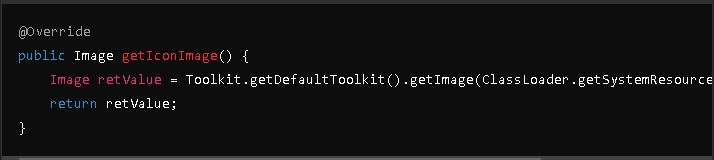 @Override
public Image getIconImage() {
Image retValue = Toolkit.getDefaultToolkit().getImage(ClassLoader.getSystemResource
return retValue;
}